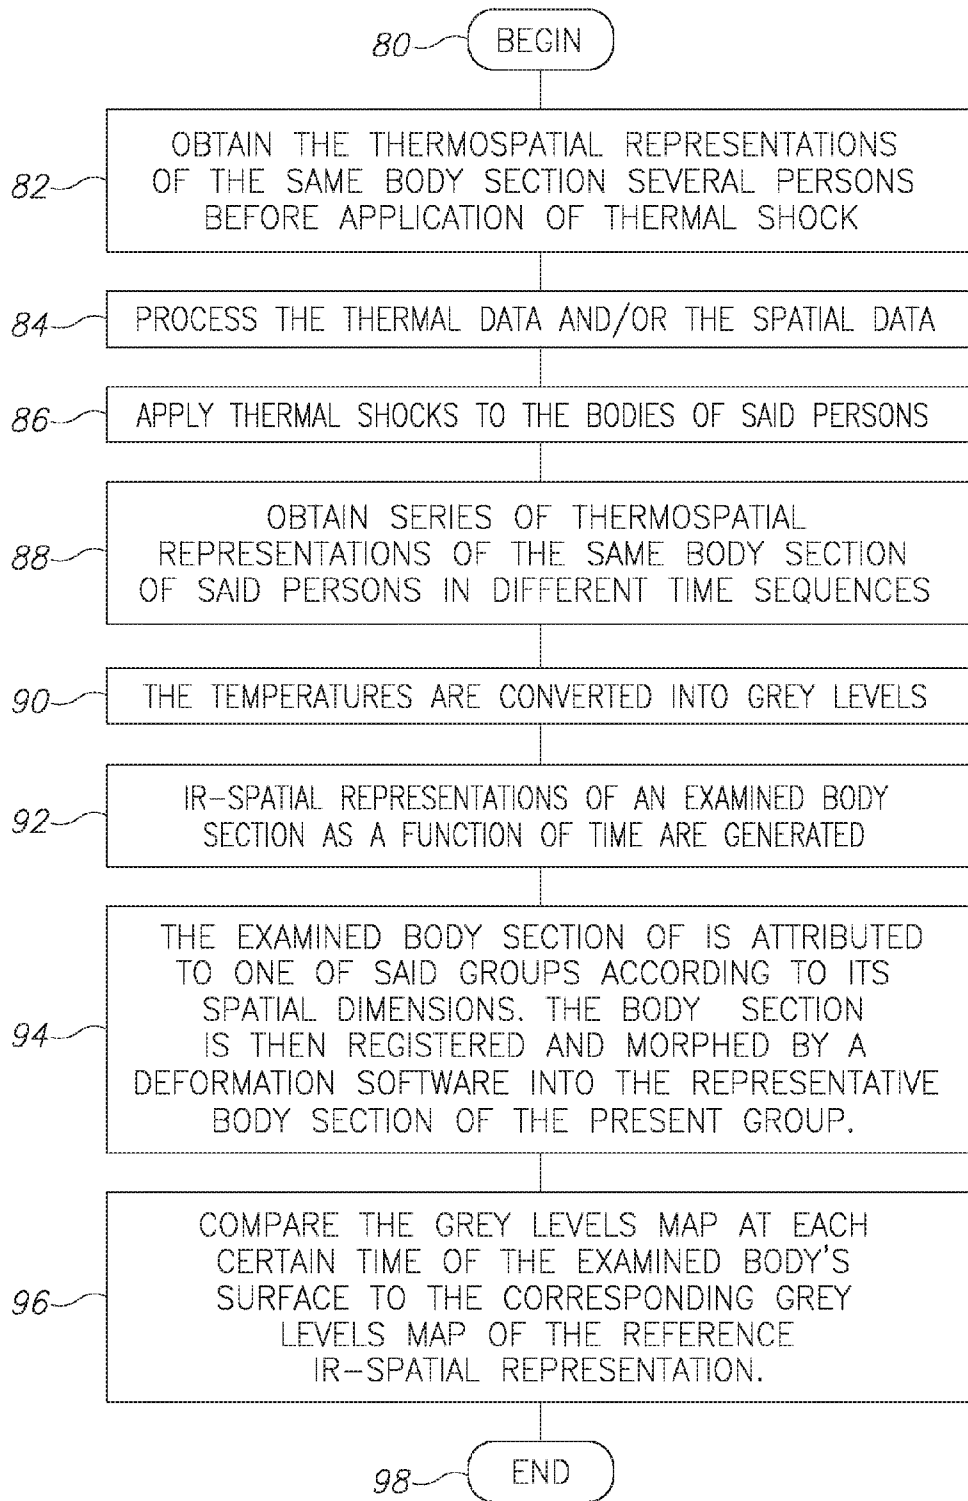 80 BEGIN
OBTAIN THE THERMOSPATIAL REPRESENTATIONS
82 OF THE SAME BODY SECTION SEVERAL PERSONS
BEFORE APPLICATION OF THERMAL SHOCK
84 PROCESS THE THERMAL DATA AND/OR THE SPATIAL DATA
86 APPLY THERMAL SHOCKS TO THE BODIES OF SAID PERSONS
OBTAIN SERIES OF THERMOSPATIAL
88 REPRESENTATIONS OF THE SAME BODY SECTION
OF SAID PERSONS IN DIFFERENT TIME SEQUENCES
90 THE TEMPERATURES ARE CONVERTED INTO GREY LEVELS
IR-SPATIAL REPRESENTATIONS OF AN EXAMINED BODY
92 SECTION AS A FUNCTION OF TIME ARE GENERATED
THE EXAMINED BODY SECTION OF IS ATTRIBUTED
TO ONE OF SAID GROUPS ACCORDING TO ITS
SPATIAL DIMENSIONS. THE BODY SECTION
94 IS THEN REGISTERED AND MORPHED BY A
DEFORMATION SOFTWARE INTO THE REPRESENTATIVE
BODY SECTION OF THE PRESENT GROUP.
COMPARE THE GREY LEVELS MAP AT EACH
CERTAIN TIME OF THE EXAMINED BODY'S
96 SURFACE TO THE CORRESPONDING GREY
LEVELS MAP OF THE REFERENCE
IR-SPATIAL REPRESENTATION.
98 END